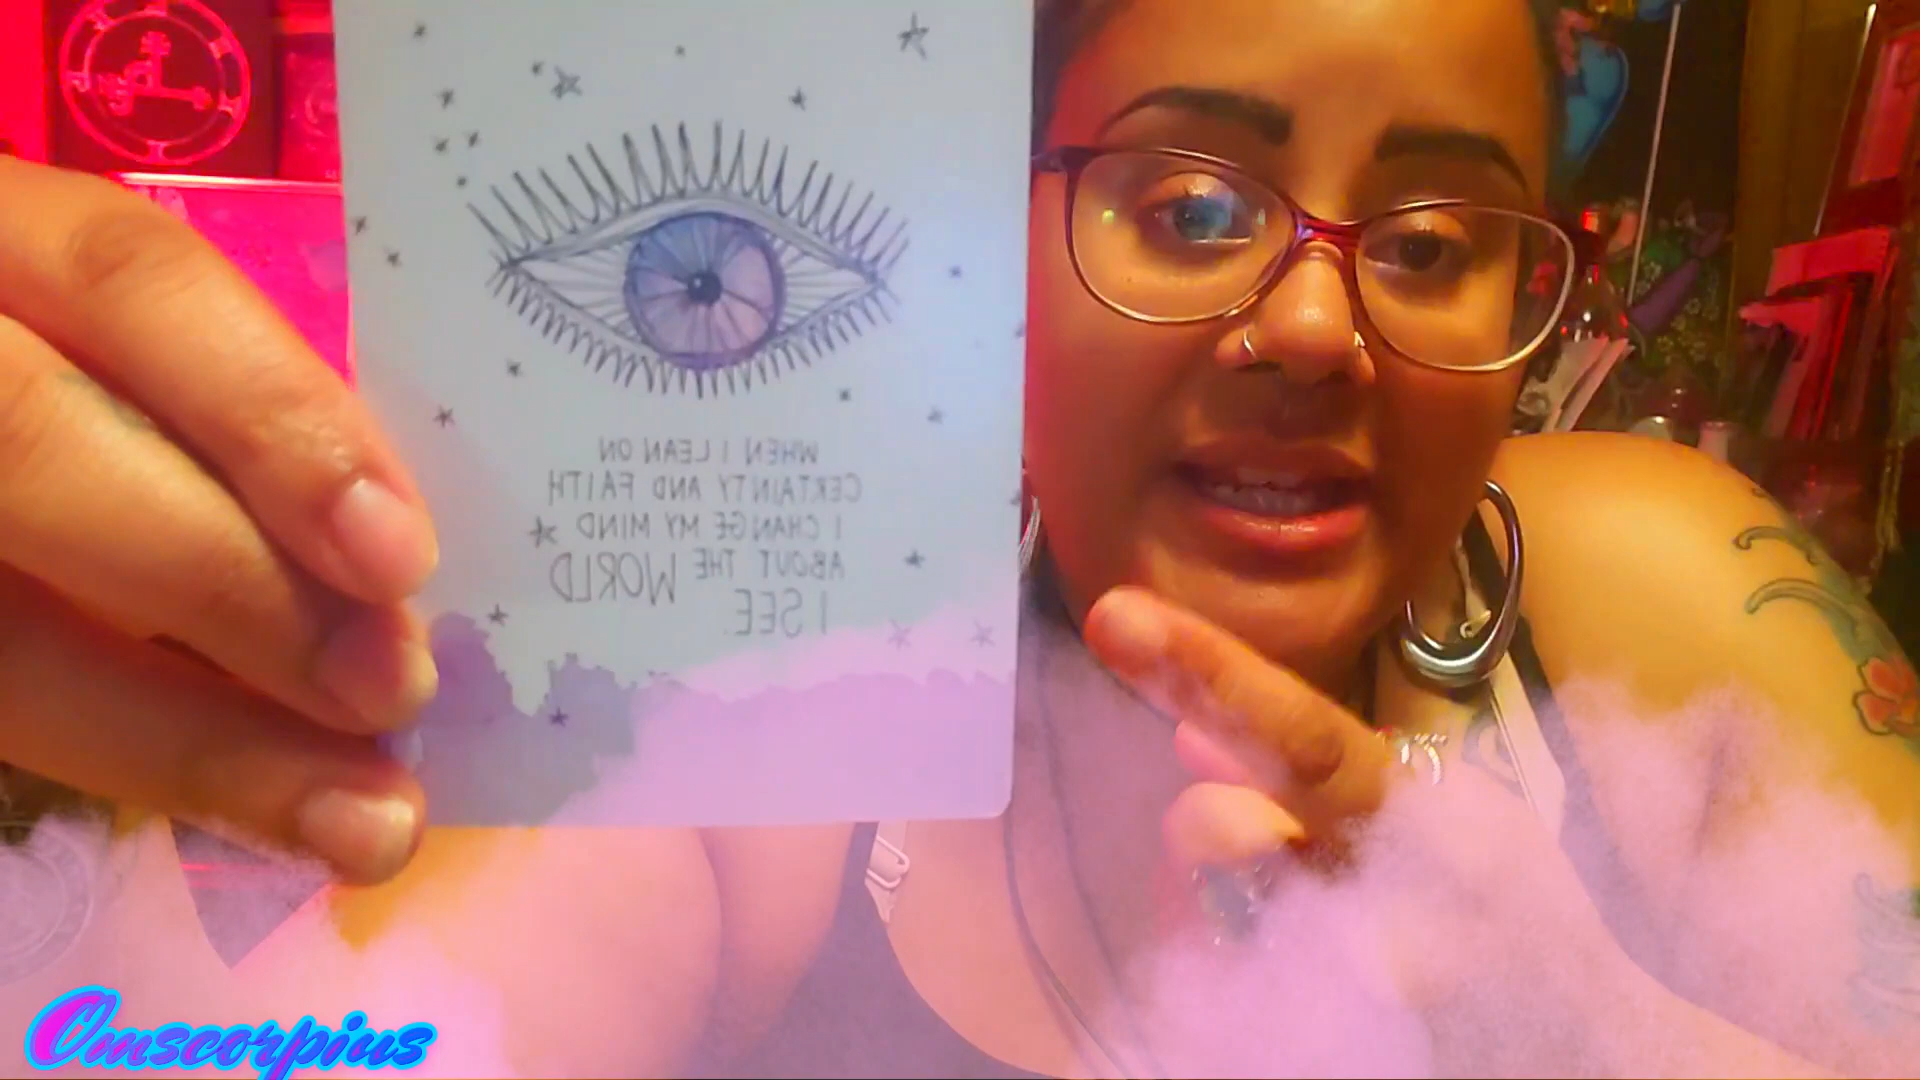 WHEN I LEAN ON
CERTAINTY AND FAITH
I CHANGE MY MIND
ABOUT THE WORLD
I SEE.
Omscorpius